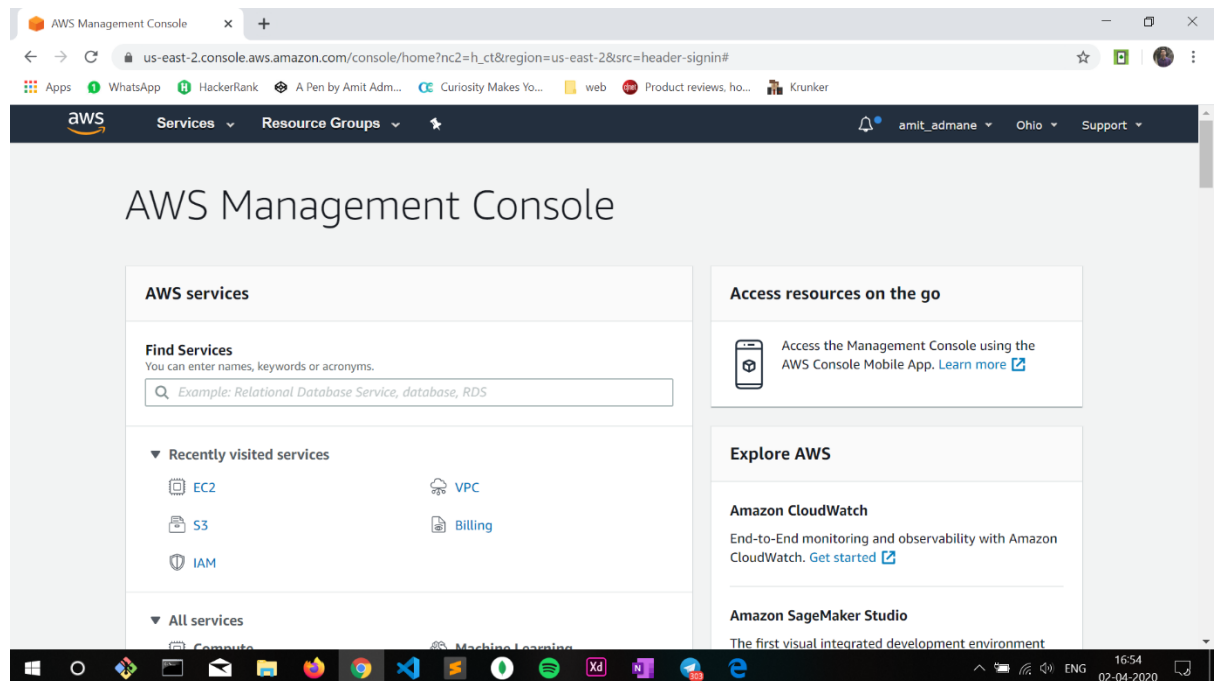 AWS Management Console
us-east-2.console.aws.amazon.com/console/home?nc2=h_ct&region=us-east-2&src=header-signin#
Apps WhatsApp HackerRank A Pen by Amit Adm... Curiosity Makes Yo... web Product reviews, ho... Krunker
aws Services Resource Groups amit_admane Ohio Support
AWS Management Console
AWS services
Find Services
You can enter names, keywords or acronyms.
Example: Relational Database Service, database, RDS
Recently visited services
EC2 VPC
S3 Billing
IAM
All services
Compute Machine Learning
Access resources on the go
Access the Management Console using the
AWS Console Mobile App. Learn more
Explore AWS
Amazon CloudWatch
End-to-End monitoring and observability with Amazon
CloudWatch. Get started
Amazon SageMaker Studio
The first visual integrated development environment
Xd N 303 ENG 16:54
02-04-2020